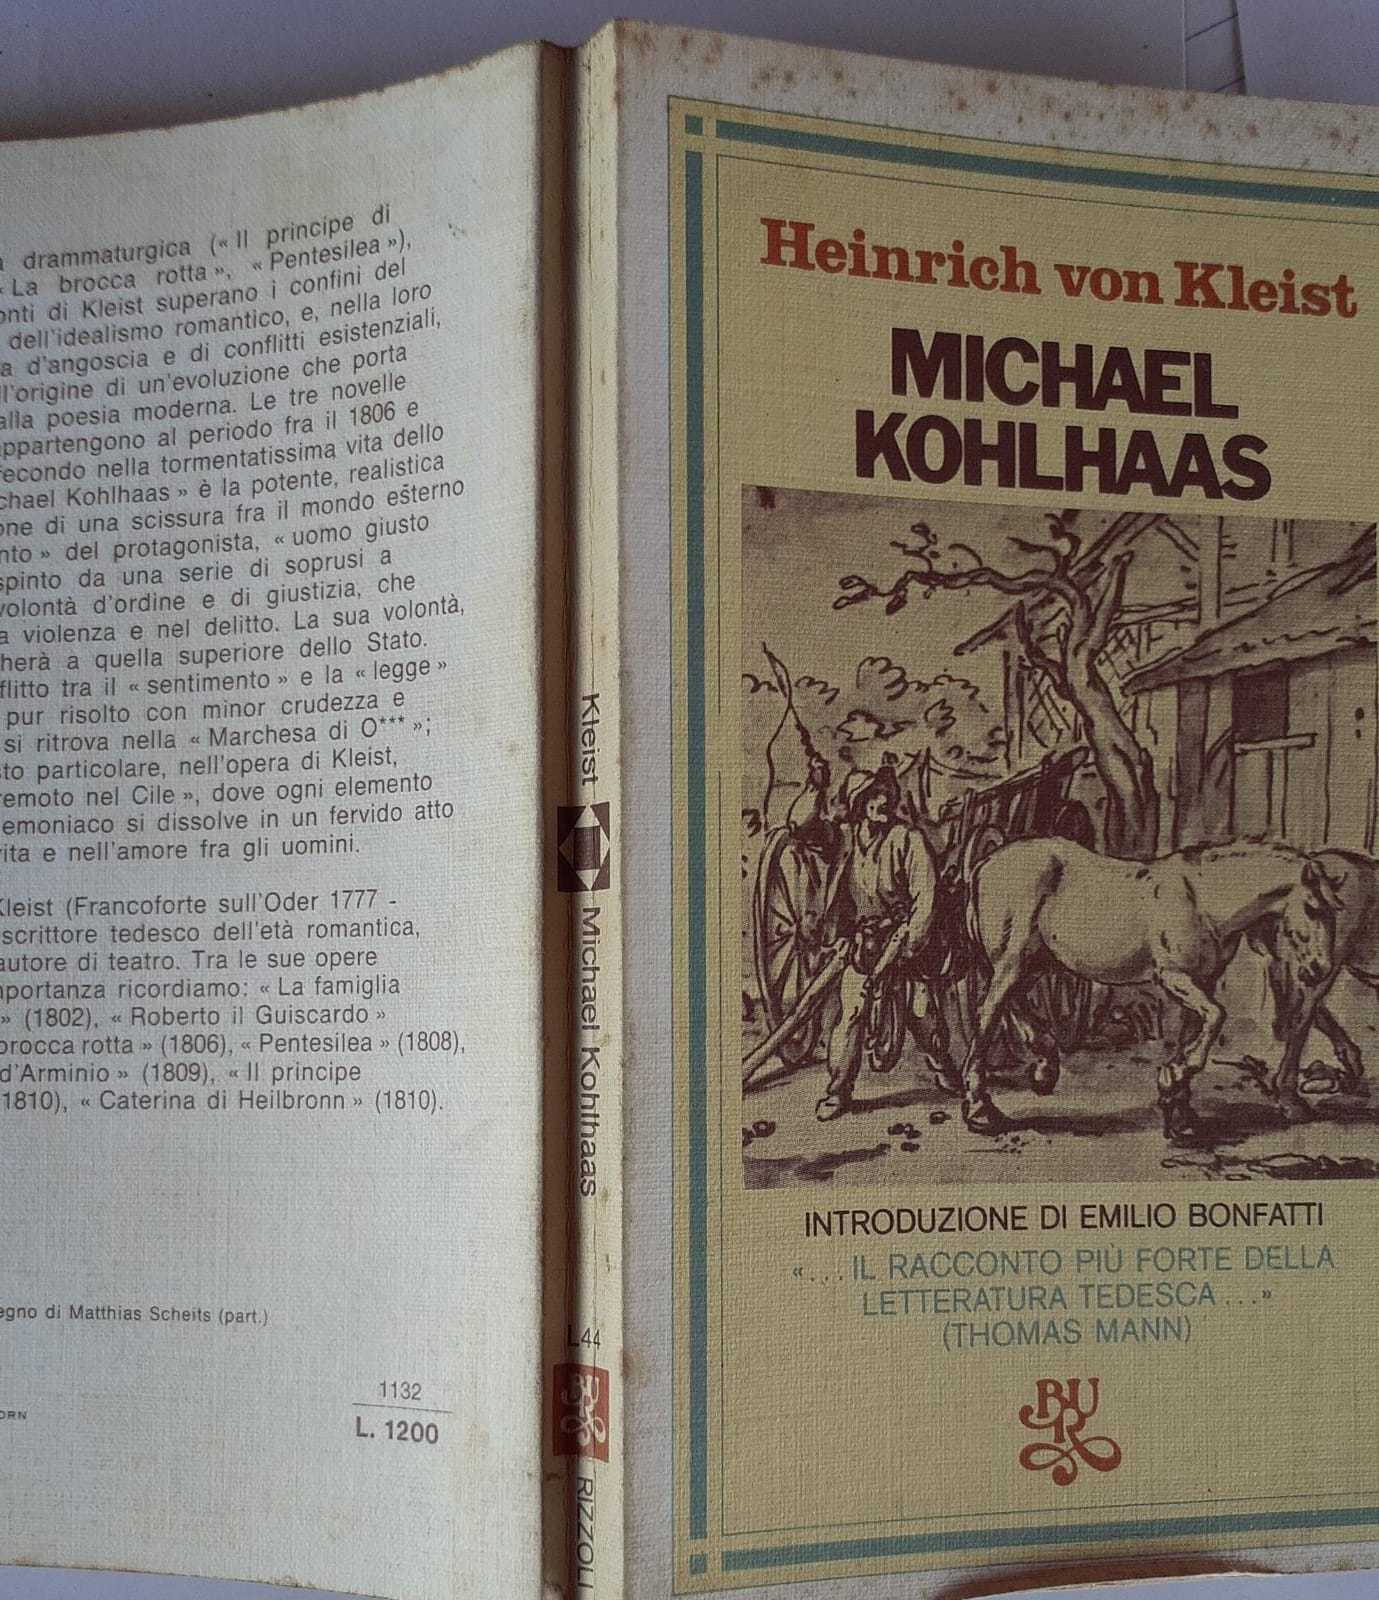 drammaturgica (« Il principe di
« La brocca rotta », « Pentesilea »),
di Kleist superano i confini del
dell'idealismo romantico, e, nella loro
d'angoscia e di conflitti esistenziali,
l'origine di un'evoluzione che porta
alla poesia moderna. Le tre novelle
appartengono al periodo fra il 1806 e
fecondo nella tormentatissima vita dello
chael Kohlhaas » è la potente, realistica
one di una scissura fra il mondo esterno
nto » del protagonista, « uomo giusto
spinto da una serie di soprusi a
volontà d'ordine e di giustizia, che
a violenza e nel delitto. La sua volontà,
cherà a quella superiore dello Stato.
flitto tra il « sentimento » e la « legge »
pur risolto con minor crudezza e
si ritrova nella « Marchesa di O*** »;
sto particolare, nell'opera di Kleist,
remoto nel Cile », dove ogni elemento
demoniaco si dissolve in un fervido atto
vita e nell'amore fra gli uomini.
Kleist (Francoforte sull'Oder 1777 -
scrittore tedesco dell'età romantica,
autore di teatro. Tra le sue opere
mportanza ricordiamo: « La famiglia
» (1802), « Roberto il Guiscardo »
brocca rotta » (1806), « Pentesilea » (1808),
d'Arminio » (1809), « Il principe
1810), « Caterina di Heilbronn » (1810).
egno di Matthias Scheits (part.)
ORN
1132
L. 1200
Kleist
Michael Kohlhaas
L44
BUR
RIZZOLI
Heinrich von Kleist
MICHAEL
KOHLHAAS
INTRODUZIONE DI EMILIO BONFATTI
«... IL RACCONTO PIÙ FORTE DELLA
LETTERATURA TEDESCA ...»
(THOMAS MANN)
BUR